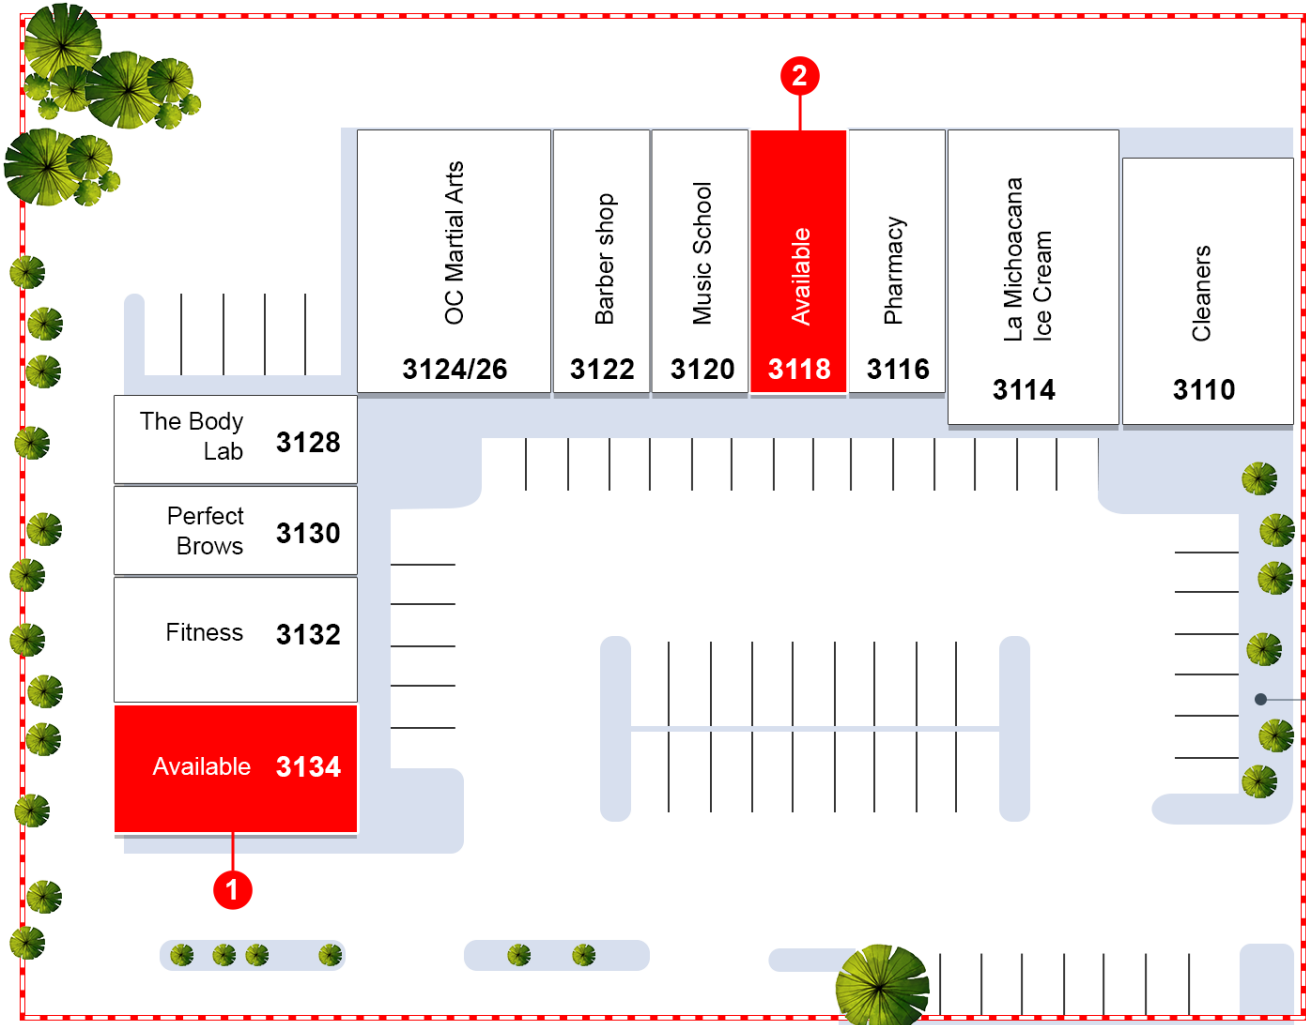 2
OC Martial Arts
3124/26
Barber shop
3122
Music School
3120
Available
3118
Pharmacy
3116
La Michoacana
Ice Cream
3114
Cleaners
3110
The Body
Lab
3128
Perfect
Brows
3130
Fitness
3132
Available
3134
1